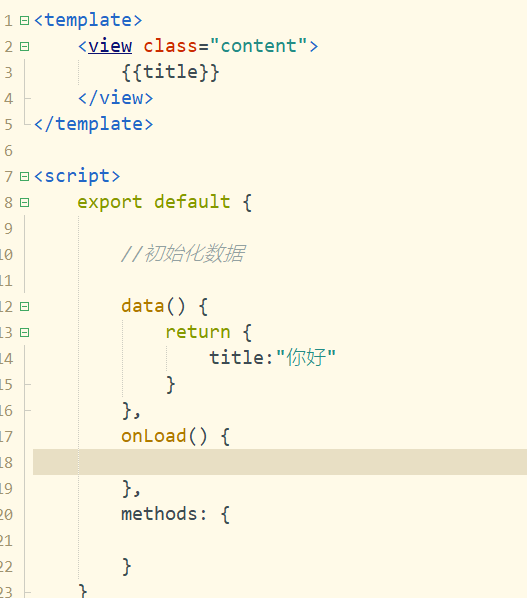 1 <template>
2 <view class="content">
3 {{title}}
4 </view>
5 </template>
6
7 <script>
8 export default {
9
10 //初始化数据
11
12 data() {
13 return {
14 title:"你好"
15 }
16 },
17 onLoad() {
18
19 },
20 methods: {
21
22 }
23 }